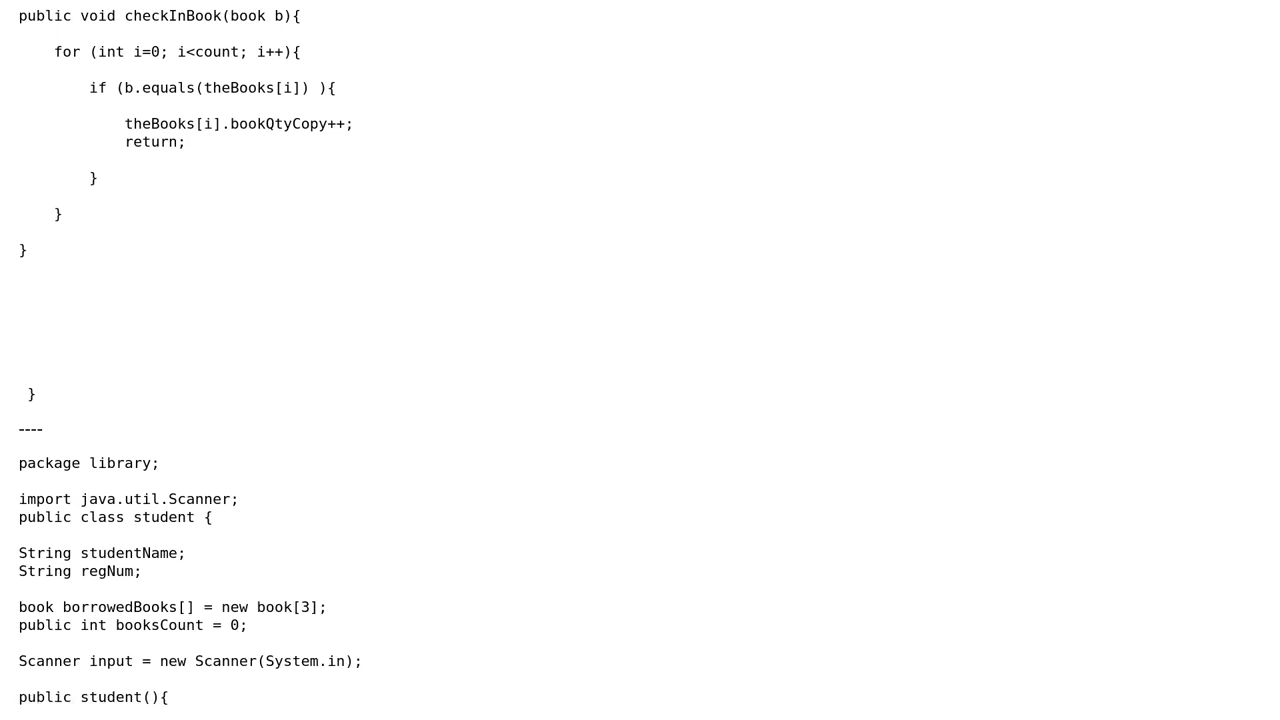 public void checkInBook(book b){
for (int i=0; i<count; i++){
if (b.equals(theBooks[i]) ){
theBooks[i].bookQtyCopy++;
return;
}
}
}
}
----
package library;
import java.util.Scanner;
public class student {
String studentName;
String regNum;
book borrowedBooks[] = new book[3];
public int booksCount = 0;
Scanner input = new Scanner(System.in);
public student(){